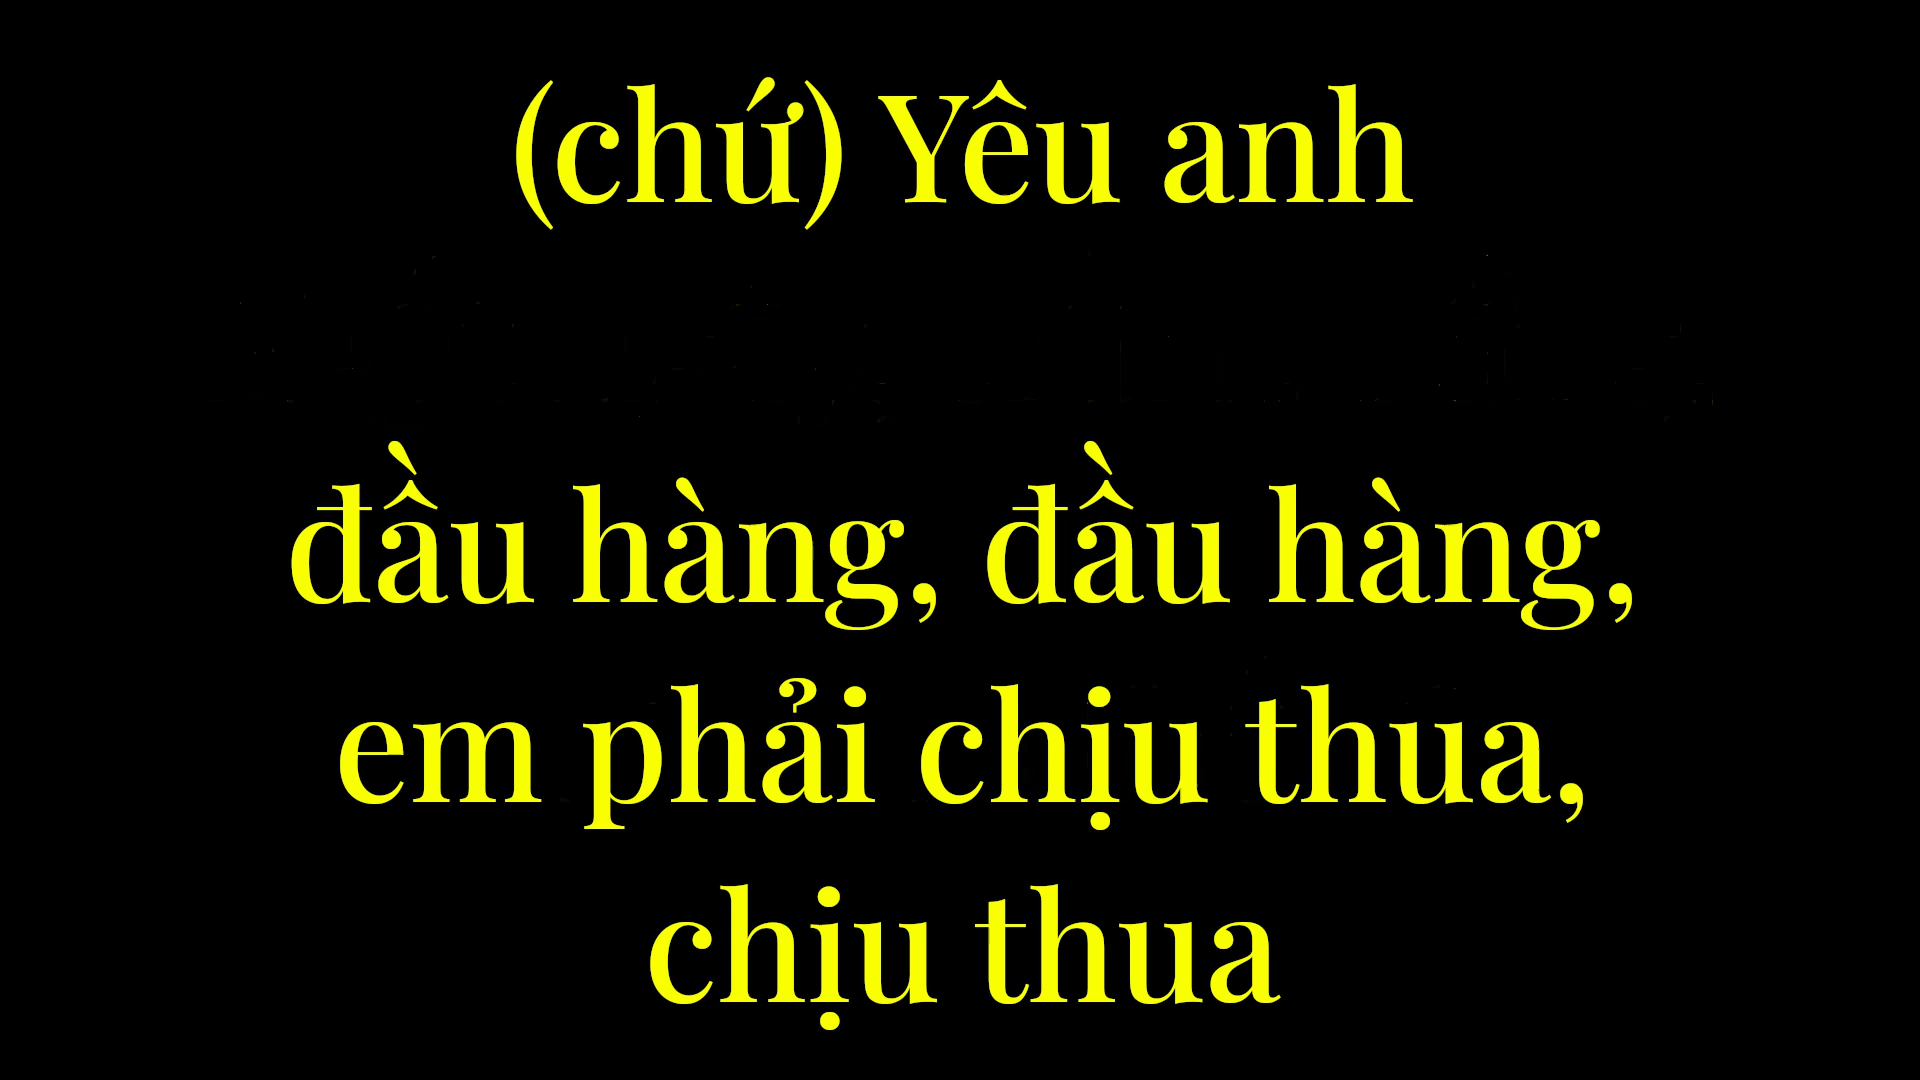 (chứ) Yêu anh
đầu hàng, đầu hàng,
em phải chịu thua,
chịu thua